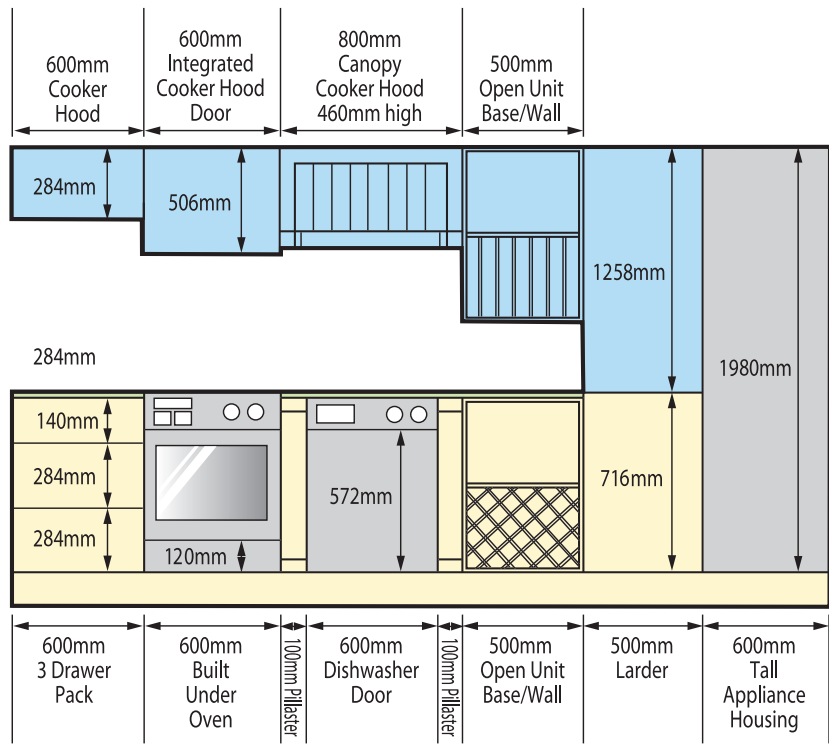 600mm
Cooker
Hood
600mm
Integrated
Cooker Hood
Door
800mm
Canopy
Cooker Hood
460mm high
500mm
Open Unit
Base/Wall
284mm
506mm
1258mm
1980mm
284mm
140mm
284mm
284mm
120mm
572mm
716mm
600mm
3 Drawer
Pack
600mm
Built
Under
Oven
100mm Pillaster
600mm
Dishwasher
Door
100mm Pillaster
500mm
Open Unit
Base/Wall
500mm
Larder
600mm
Tall
Appliance
Housing